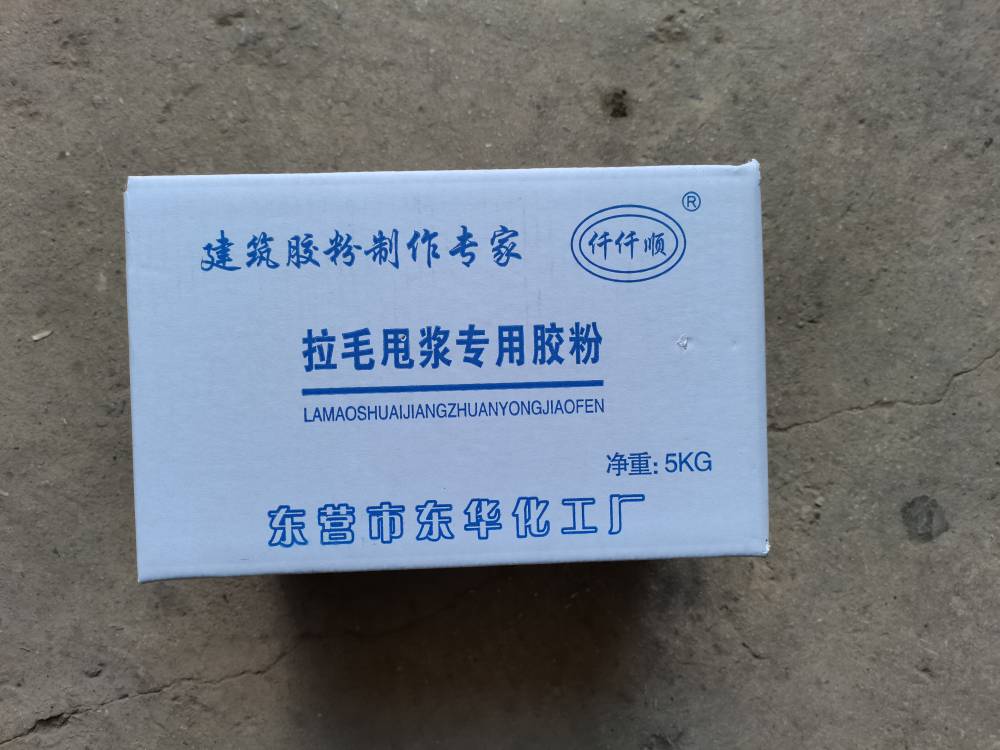 建筑胶粉制作专家
仟仟顺 ®
拉毛甩浆专用胶粉
LAMAOSHUAIJIANGZHUANYONGJIAOFEN
净重: 5KG
东营市东华化工厂